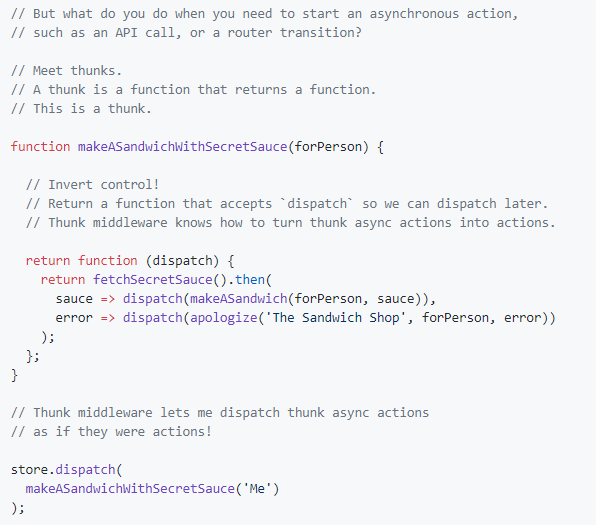 // But what do you do when you need to start an asynchronous action,
// such as an API call, or a router transition?

// Meet thunks.
// A thunk is a function that returns a function.
// This is a thunk.

function makeASandwichWithSecretSauce(forPerson) {

  // Invert control!
  // Return a function that accepts `dispatch` so we can dispatch later.
  // Thunk middleware knows how to turn thunk async actions into actions.

  return function (dispatch) {
    return fetchSecretSauce().then(
      sauce => dispatch(makeASandwich(forPerson, sauce)),
      error => dispatch(apologize('The Sandwich Shop', forPerson, error))
    );
  };
}

// Thunk middleware lets me dispatch thunk async actions
// as if they were actions!

store.dispatch(
  makeASandwichWithSecretSauce('Me')
);